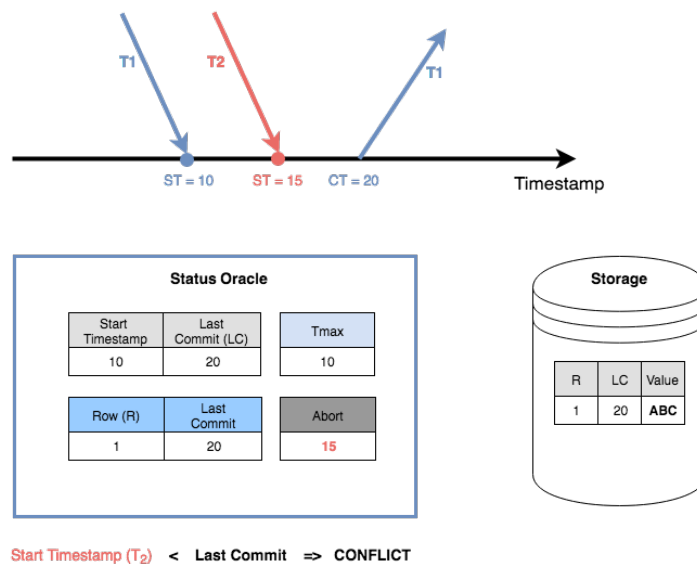 T1
T2
T1
ST = 10
ST = 15
CT = 20
Timestamp
Status Oracle
Start Timestamp
Last Commit (LC)
10
20
Tmax
10
Row (R)
Last Commit
1
20
Abort
15
Storage
R
LC
Value
1
20
ABC
Start Timestamp (T₂) < Last Commit => CONFLICT